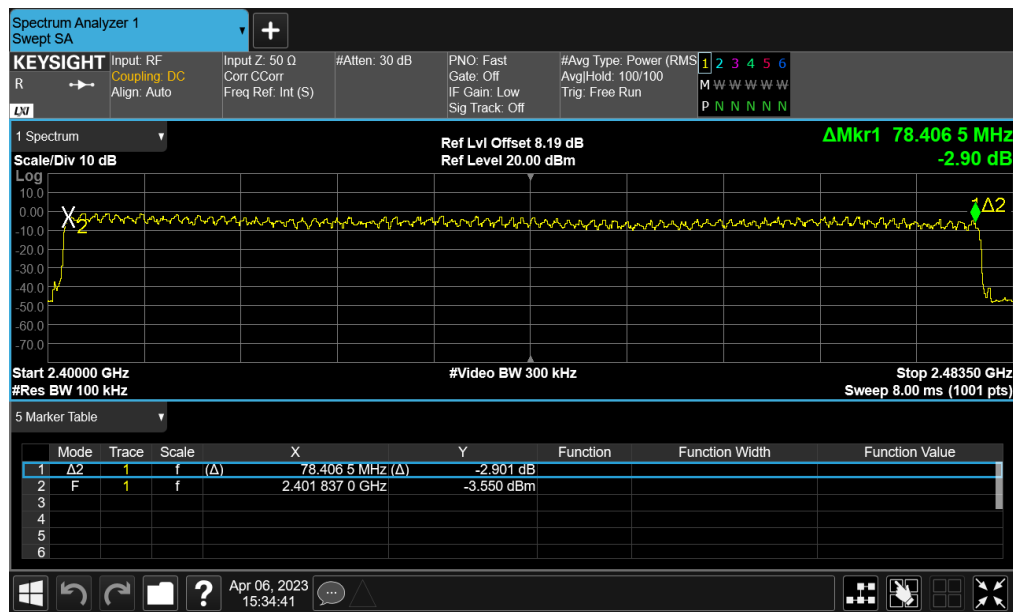 Spectrum Analyzer 1
Swept SA
+
KEYSIGHT
R
LXI
Input: RF
Coupling: DC
Align: Auto
Input Z: 50 Ω
Corr CCorr
Freq Ref: Int (S)
#Atten: 30 dB
PNO: Fast
Gate: Off
IF Gain: Low
Sig Track: Off
#Avg Type: Power (RMS
Avg|Hold: 100/100
Trig: Free Run
1 2 3 4 5 6
M W W W W W
P N N N N N
1 Spectrum
Scale/Div 10 dB
Ref Lvl Offset 8.19 dB
Ref Level 20.00 dBm
ΔMkr1 78.406 5 MHz
-2.90 dB
Log
10.0
0.00
-10.0
-20.0
-30.0
-40.0
-50.0
-60.0
-70.0
X2
1Δ2
Start 2.40000 GHz
#Video BW 300 kHz
Stop 2.48350 GHz
#Res BW 100 kHz
Sweep 8.00 ms (1001 pts)
5 Marker Table
Mode Trace Scale X Y Function Function Width Function Value
1 Δ2 1 f (Δ) 78.406 5 MHz (Δ) -2.901 dB
2 F 1 f 2.401 837 0 GHz -3.550 dBm
3
4
5
6
?
Apr 06, 2023
15:34:41